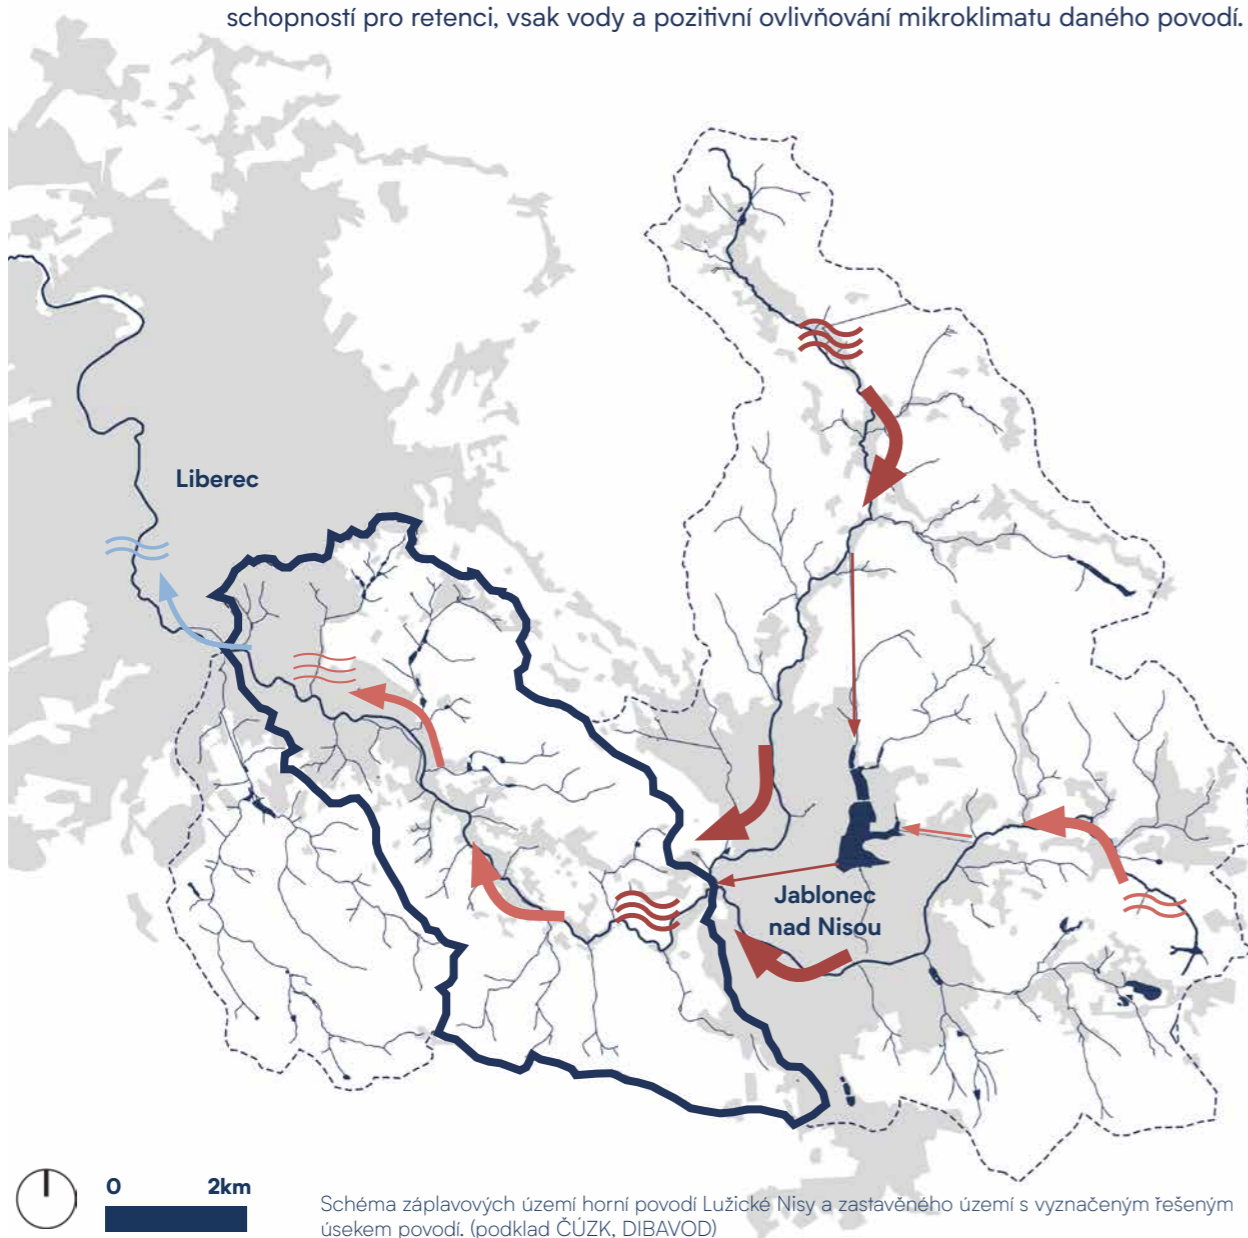 schopností pro retenci, vsak vody a pozitivní ovlivňování mikroklimatu daného povodí.
Liberec
Jablonec
nad Nisou
0 2km
Schéma záplavových území horní povodí Lužické Nisy a zastavěného území s vyznačeným řešeným
úsekem povodí. (podklad ČÚZK, DIBAVOD)